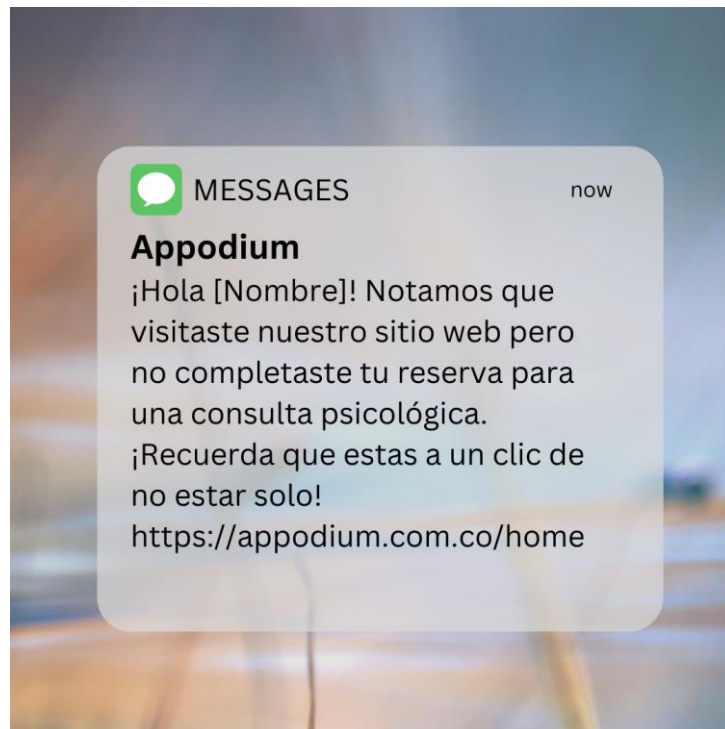 MESSAGES
now
Appodium
¡Hola [Nombre]! Notamos que
visitaste nuestro sitio web pero
no completaste tu reserva para
una consulta psicológica.
¡Recuerda que estas a un clic de
no estar solo!
https://appodium.com.co/home